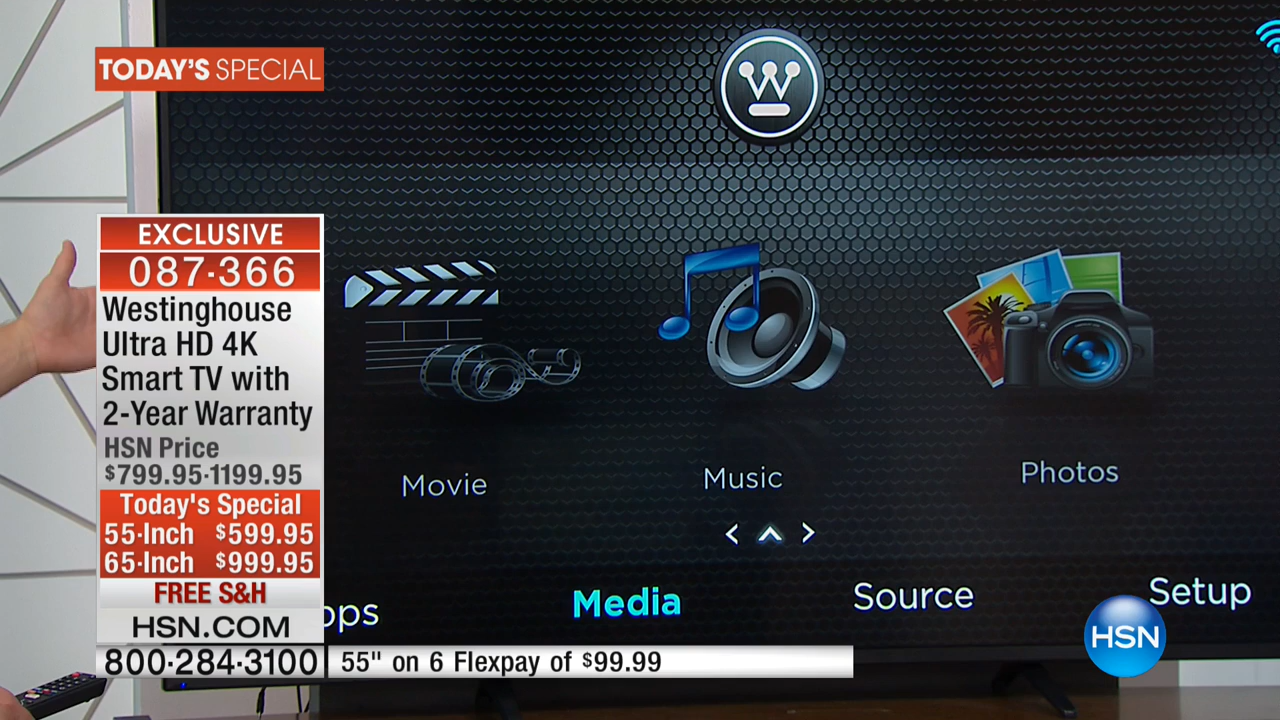 TODAY'S SPECIAL
W
EXCLUSIVE
087·366
Westinghouse
Ultra HD 4K
Smart TV with
2-Year Warranty
HSN Price
$799.95-1199.95
Today's Special
55-Inch $599.95
65-Inch $999.95
FREE S&H
HSN.COM
800·284·3100
55" on 6 Flexpay of $99.99
Movie
Music
Photos
pps
Media
Source
Setup
HSN